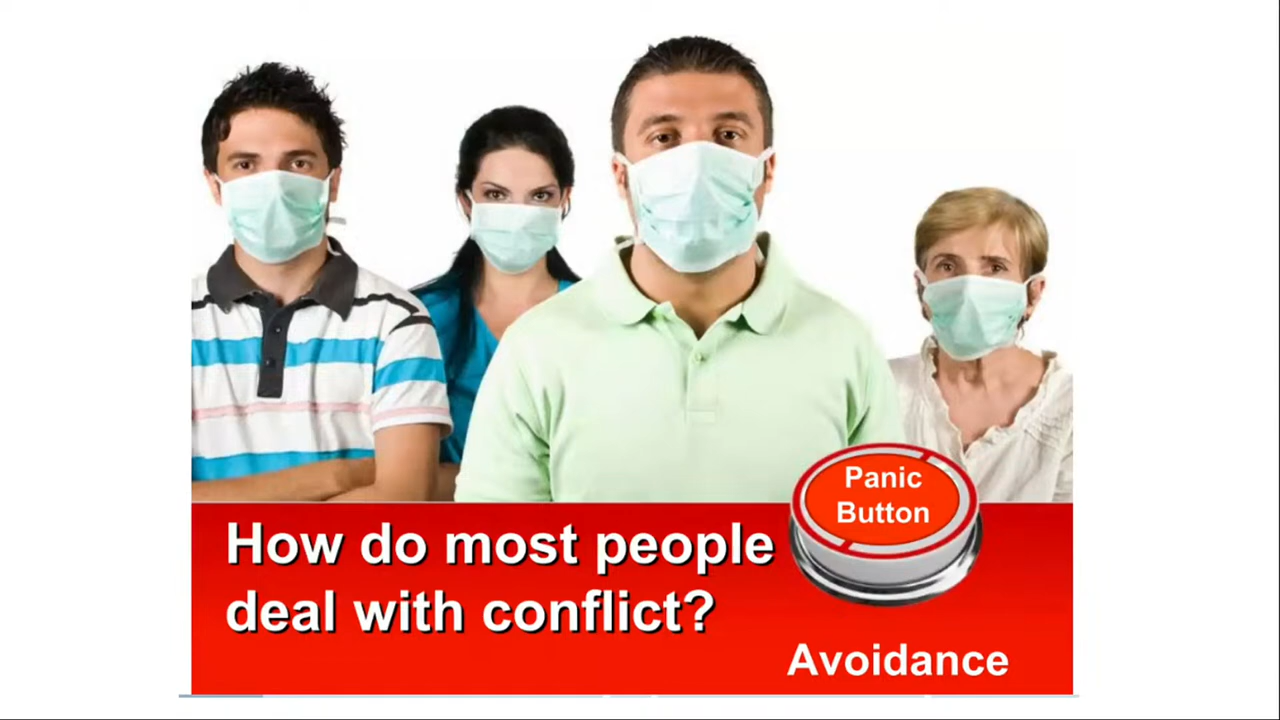 Panic
Button
How do most people
deal with conflict?
Avoidance